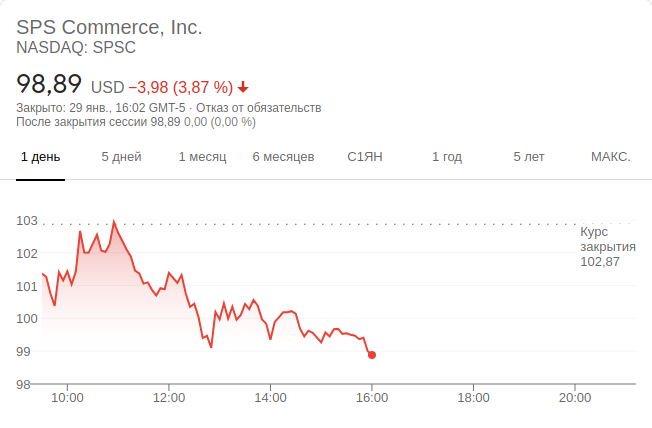 SPS Commerce, Inc.
NASDAQ: SPSC
98,89 USD −3,98 (3,87 %)
Закрыто: 29 янв., 16:02 GMT-5 · Отказ от обязательств
После закрытия сессии 98,89 0,00 (0,00 %)
1 день 5 дней 1 месяц 6 месяцев С1ЯН 1 год 5 лет МАКС.
103
Курс
закрытия
102,87
102
101
100
99
98
10:00 12:00 14:00 16:00 18:00 20:00